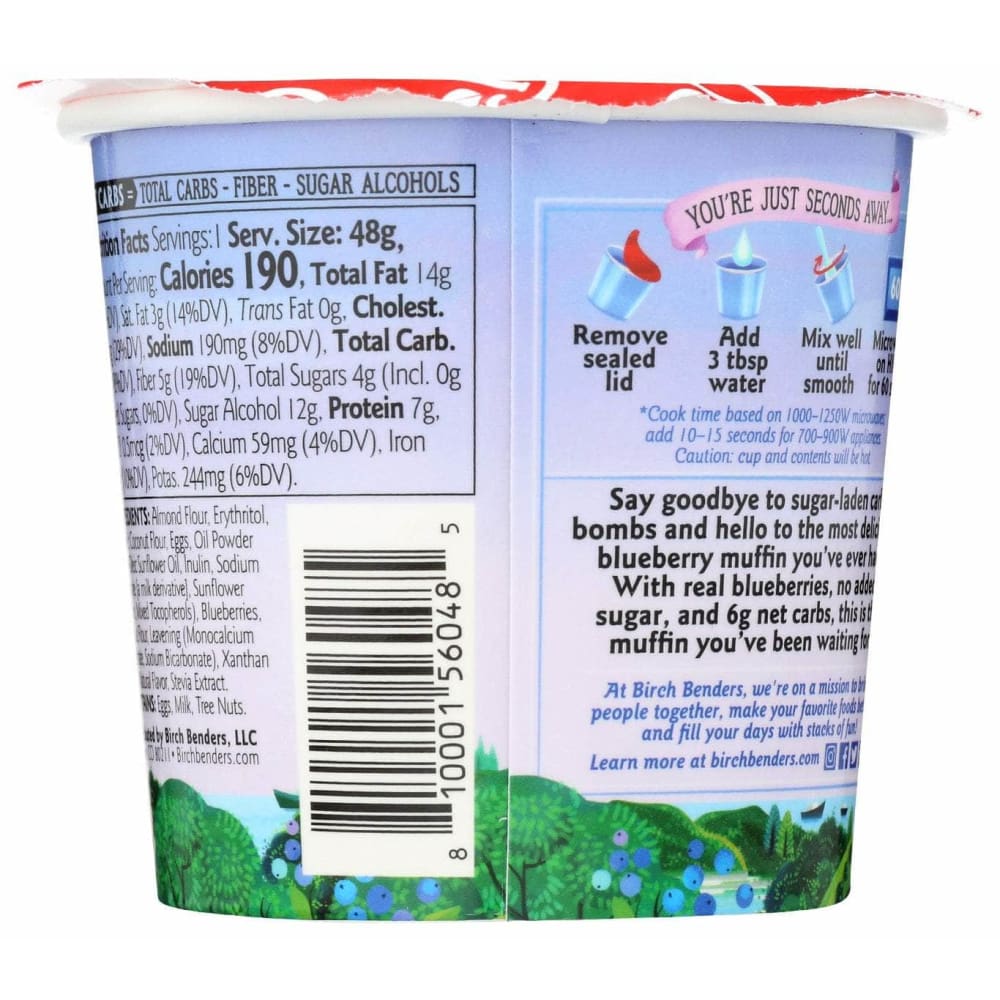 CARBS = TOTAL CARBS - FIBER - SUGAR ALCOHOLS
Facts Servings: 1 Serv. Size: 48g,
Per Serving: Calories 190, Total Fat 14g
Sat. Fat 3g (14%DV), Trans Fat 0g, Cholest.
Sodium 190mg (8%DV), Total Carb.
Fiber 5g (19%DV), Total Sugars 4g (Incl. 0g
Sugars, 0%DV), Sugar Alcohol 12g, Protein 7g,
(2%DV), Calcium 59mg (4%DV), Iron
Potas. 244mg (6%DV).
Almond Flour, Erythritol,
Coconut Flour, Eggs, Oil Powder
Sunflower Oil, Inulin, Sodium
milk derivative), Sunflower
Tocopherols), Blueberries,
Leavening (Monocalcium
Sodium Bicarbonate), Xanthan
Flavor, Stevia Extract.
Eggs, Milk, Tree Nuts.
by Birch Benders, LLC
80211 • Birchbenders.com
8 10001 56048 5
YOU'RE JUST SECONDS AWAY...
Remove
sealed
lid
Add
3 tbsp
water
Mix well
until
smooth
on
for 60
*Cook time based on 1000-1250W microwaves,
add 10-15 seconds for 700-900W appliances
Caution: cup and contents will be hot
Say goodbye to sugar-laden
bombs and hello to the most
blueberry muffin you've ever
With real blueberries, no
sugar, and 6g net carbs, this is
muffin you've been waiting
At Birch Benders, we're on a mission to
people together, make your favorite foods
and fill your days with stacks of fun!
Learn more at birchbenders.com